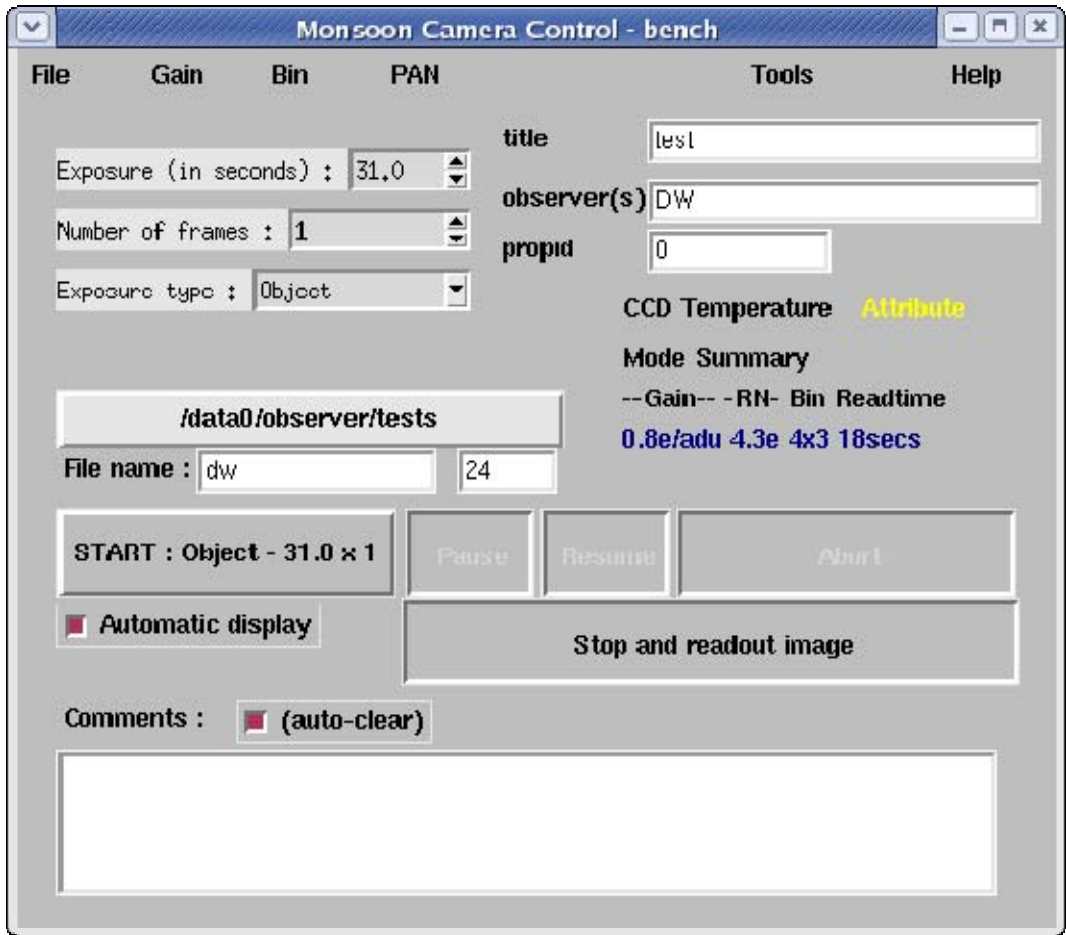 Monsoon Camera Control - bench
File Gain Bin PAN Tools Help
title test
Exposure (in seconds) : 31.0
observer(s) DW
Number of frames : 1
propid 0
Exposure type : Object
CCD Temperature Attribute
Mode Summary
--Gain-- -RN- Bin Readtime
0.8e/adu 4.3e 4x3 18secs
/data0/observer/tests
File name : dw 24
START : Object - 31.0 x 1 Pause Resume Abort
Automatic display
Stop and readout image
Comments : (auto-clear)